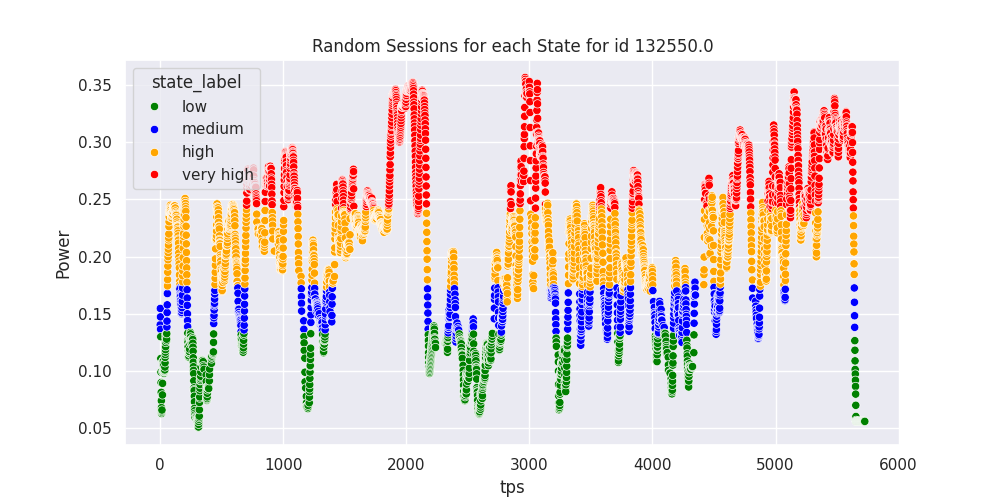 Random Sessions for each State for id 132550.0
state_label
low
medium
high
very high
Power
0.35
0.30
0.25
0.20
0.15
0.10
0.05
0 1000 2000 3000 4000 5000 6000
tps